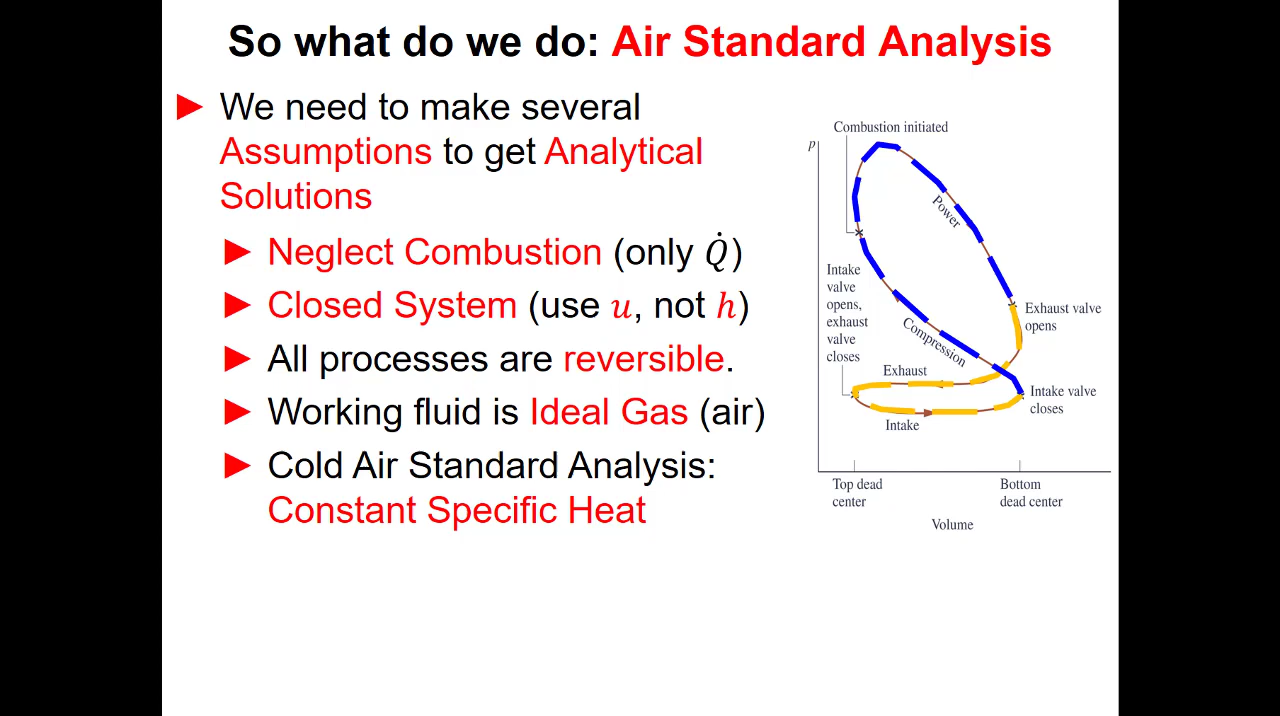 So what do we do: Air Standard Analysis
► We need to make several
Assumptions to get Analytical
Solutions
► Neglect Combustion (only Q̇)
► Closed System (use u, not h)
► All processes are reversible.
► Working fluid is Ideal Gas (air)
► Cold Air Standard Analysis:
Constant Specific Heat
Combustion initiated
p
Power
Intake
valve
opens,
exhaust
valve
closes
Exhaust valve
opens
Compression
Exhaust
Intake valve
closes
Intake
Top dead
center
Bottom
dead center
Volume